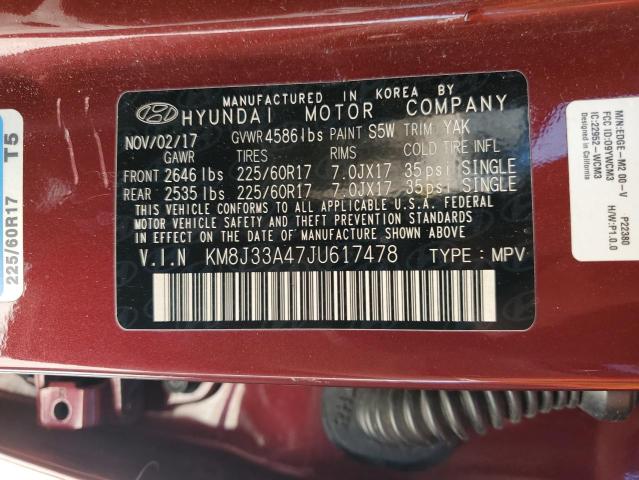 MANUFACTURED IN KOREA BY
HYUNDAI MOTOR COMPANY
NOV/02/17 GVWR 4586lbs PAINT S5W TRIM YAK
GAWR TIRES RIMS COLD TIRE INFL
FRONT 2646 lbs 225/60R17 7.0JX17 35psi SINGLE
REAR 2535 lbs 225/60R17 7.0JX17 35psi SINGLE
THIS VEHICLE CONFORMS TO ALL APPLICABLE U.S.A. FEDERAL
MOTOR VEHICLE SAFETY AND THEFT PREVENTION STANDARDS
IN EFFECT ON THE DATE OF MANUFACTURE SHOWN ABOVE.
V.I.N KM8J33A47JU617478 TYPE : MPV
225/60R17 T5
M/N:EDGE-M2 00-V P22380
FCC ID:O9YWCM3 H/W:P1.0.0
IC:22952-WCM3
Designed in California